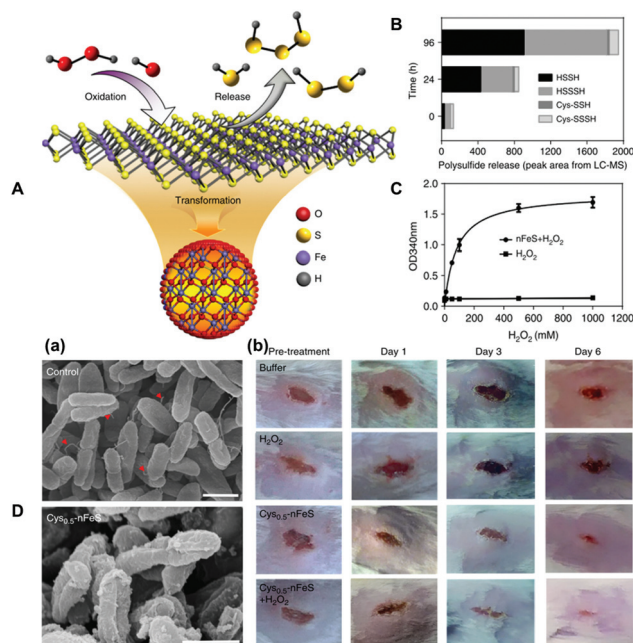 Oxidation
Release
A
Transformation
O
S
Fe
H
B
Time (h)
96
24
0
HSSH
HSSSH
Cys-SSH
Cys-SSSH
0 400 800 1200 1600 2000
Polysulfide release (peak area from LC-MS)
C
OD340nm
2.0
1.5
1.0
0.5
0.0
nFeS+H₂O₂
H₂O₂
0 200 400 600 800 1000 1200
H₂O₂ (mM)
D
(a)
Control
Cys₀.₅-nFeS
(b)
Pre-treatment Day 1 Day 3 Day 6
Buffer
H₂O₂
Cys₀.₅-nFeS
Cys₀.₅-nFeS
+H₂O₂